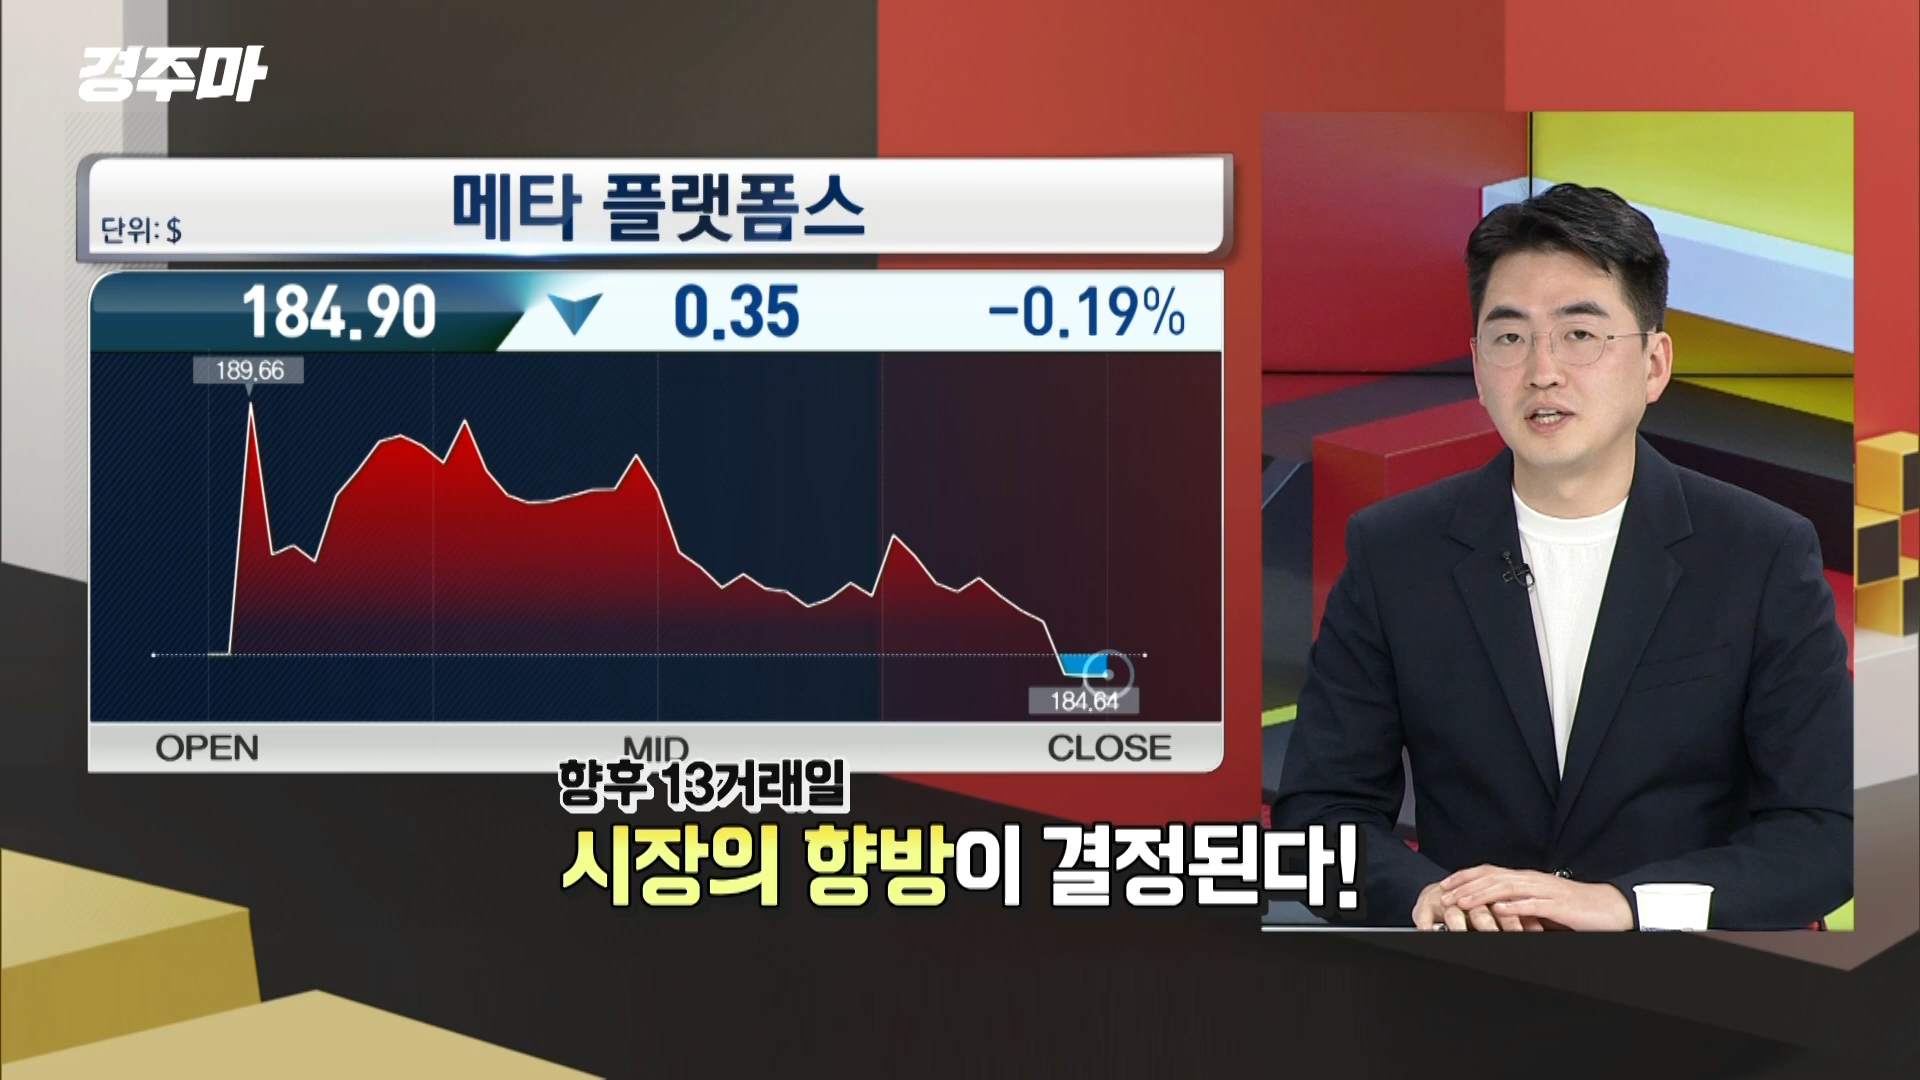 경주마
메타 플랫폼스
단위: $
184.90 0.35 -0.19%
189.66
184.64
OPEN MID CLOSE
향후 13거래일
시장의 향방이 결정된다!